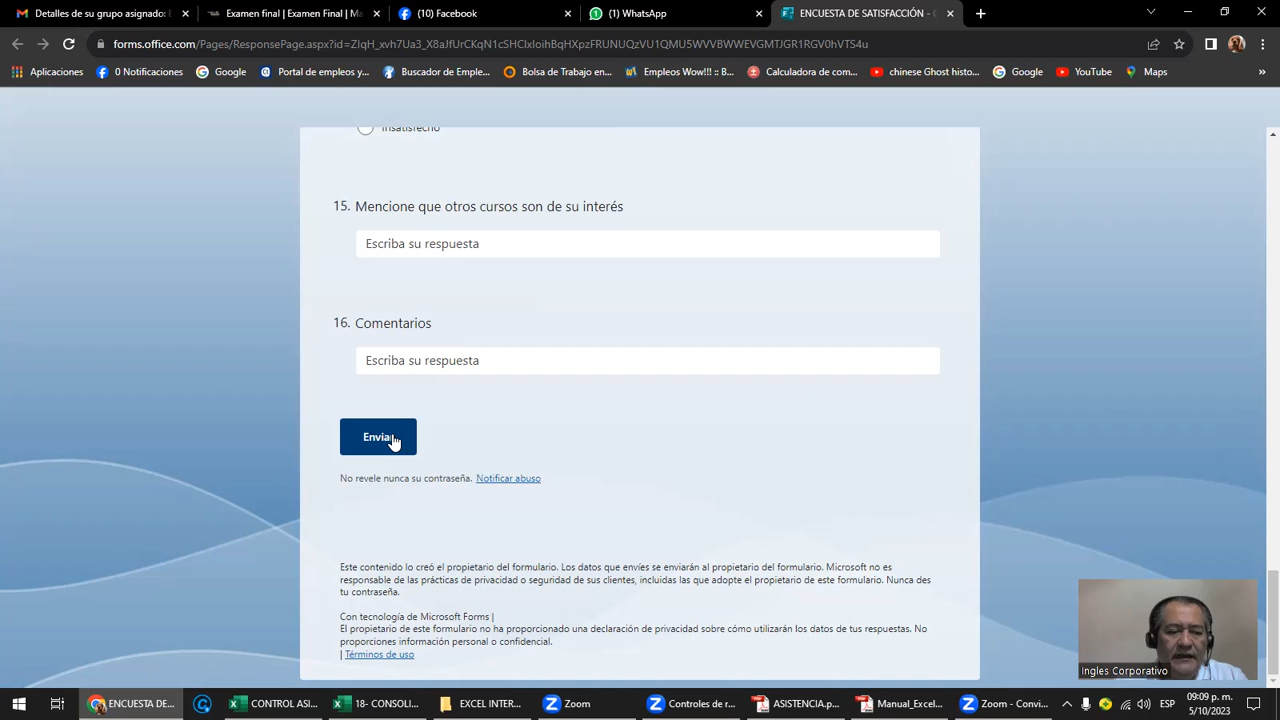 Detalles de su grupo asignado: E
Examen final | Examen Final | Ma
(10) Facebook
(1) WhatsApp
ENCUESTA DE SATISFACCIÓN - C
forms.office.com/Pages/ResponsePage.aspx?id=ZIqH_xvh7Ua3_X8aJfUrCKqN1cSHClxIoihBqHXpzFRUNUQzVU1QMU5WVVBWWEVGMTJGR1RGV0hVTS4u
Aplicaciones
0 Notificaciones
Google
Portal de empleos y...
Buscador de Emple...
Bolsa de Trabajo en...
Empleos Wow!!! :: B...
Calculadora de com...
chinese Ghost histo...
Google
YouTube
Maps
»
Insatisfecho
15. Mencione que otros cursos son de su interés
Escriba su respuesta
16. Comentarios
Escriba su respuesta
Enviar
No revele nunca su contraseña. Notificar abuso
Este contenido lo creó el propietario del formulario. Los datos que envíes se enviarán al propietario del formulario. Microsoft no es
responsable de las prácticas de privacidad o seguridad de sus clientes, incluidas las que adopte el propietario de este formulario. Nunca des
tu contraseña.
Con tecnología de Microsoft Forms |
El propietario de este formulario no ha proporcionado una declaración de privacidad sobre cómo utilizarán los datos de tus respuestas. No
proporciones información personal o confidencial.
| Términos de uso
Ingles Corporativo
ENCUESTA DE...
CONTROL ASI...
18- CONSOLI...
EXCEL INTER...
Zoom
Controles de r...
ASISTENCIA.p...
Manual_Excel...
Zoom - Convi...
ESP
09:09 p. m.
5/10/2023